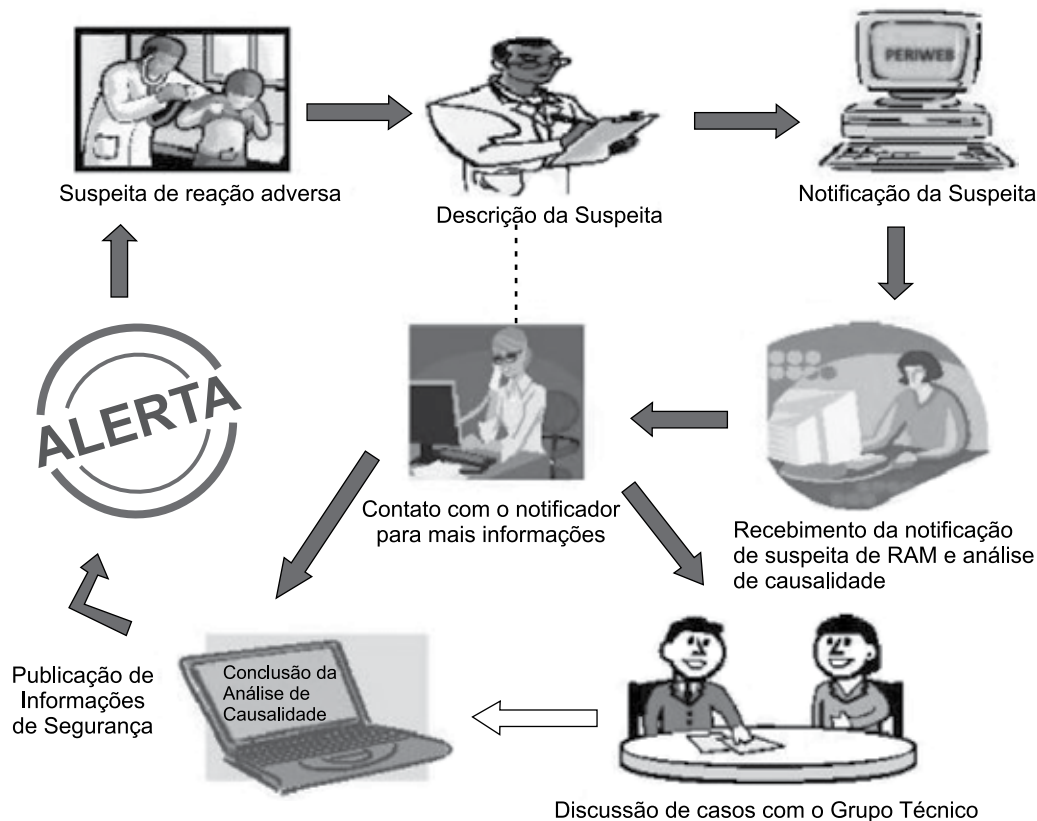 PERIWEB
Suspeita de reação adversa
Descrição da Suspeita
Notificação da Suspeita
ALERTA
Contato com o notificador
para mais informações
Recebimento da notificação
de suspeita de RAM e análise
de causalidade
Publicação de
Informações
de Segurança
Conclusão da
Análise de
Causalidade
Discussão de casos com o Grupo Técnico